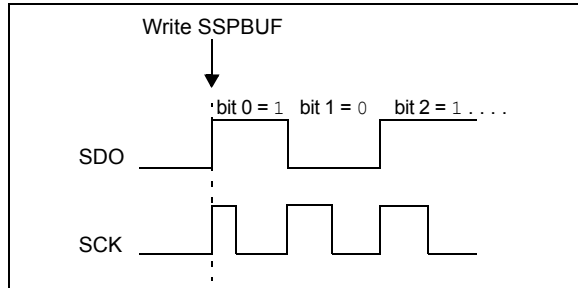 Write SSPBUF
bit 0 = 1 bit 1 = 0 bit 2 = 1 . . . .
SDO
SCK